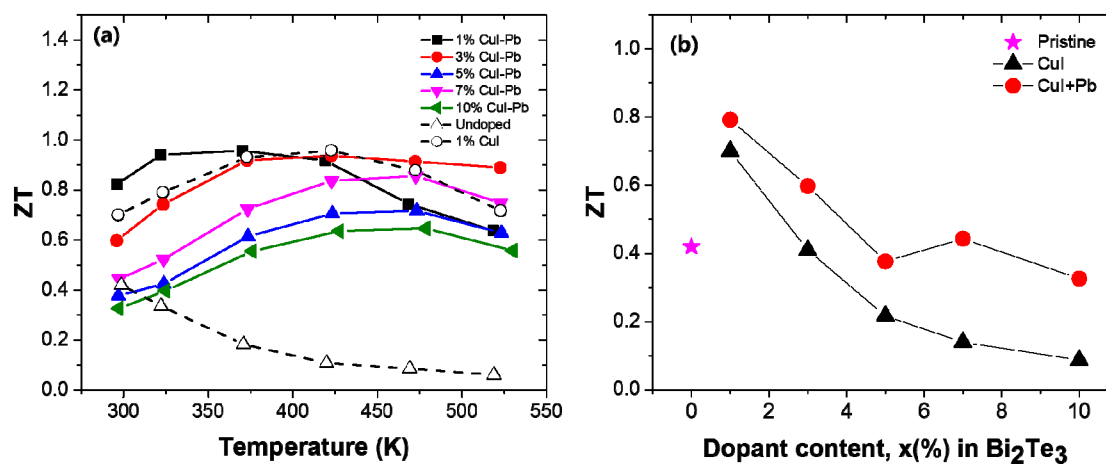 (a)
1% CuI-Pb
3% CuI-Pb
5% CuI-Pb
7% CuI-Pb
10% CuI-Pb
Undoped
1% CuI
1.4
1.2
1.0
0.8
0.6
0.4
0.2
0.0
ZT
300 350 400 450 500 550
Temperature (K)
(b)
Pristine
CuI
CuI+Pb
1.0
0.8
0.6
0.4
0.2
0.0
ZT
0 2 4 6 8 10
Dopant content, x(%) in Bi₂Te₃